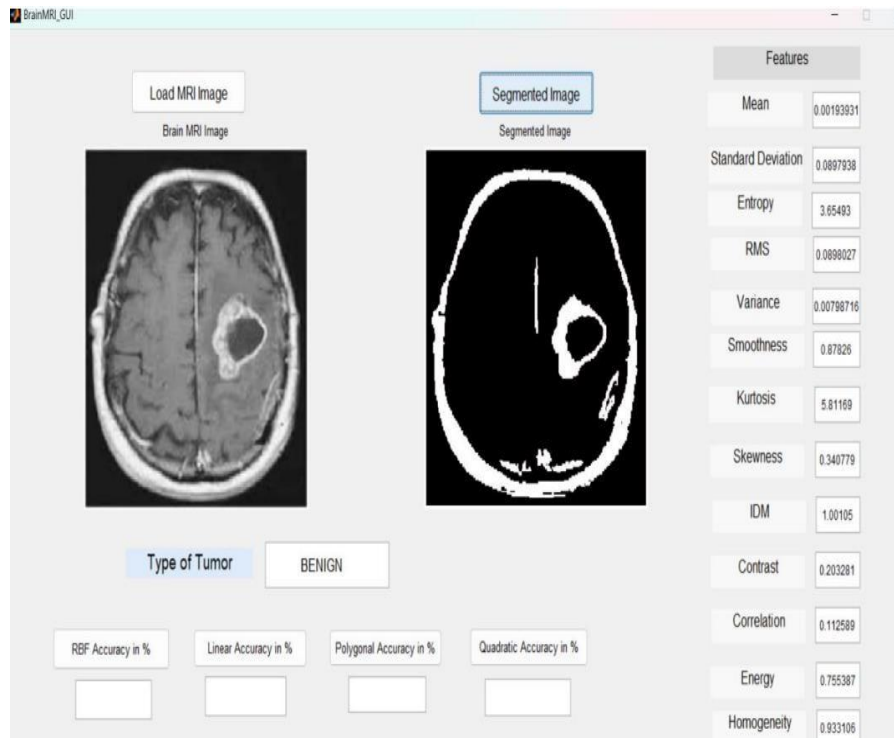 BrainMRI_GUI
Load MRI Image
Brain MRI Image
Segmented Image
Segmented Image
Type of Tumor
BENIGN
RBF Accuracy in %
Linear Accuracy in %
Polygonal Accuracy in %
Quadratic Accuracy in %
Features
Mean 0.00193931
Standard Deviation 0.0897938
Entropy 3.65493
RMS 0.0898027
Variance 0.00798716
Smoothness 0.87826
Kurtosis 5.81169
Skewness 0.340779
IDM 1.00105
Contrast 0.203281
Correlation 0.112589
Energy 0.755387
Homogeneity 0.933106